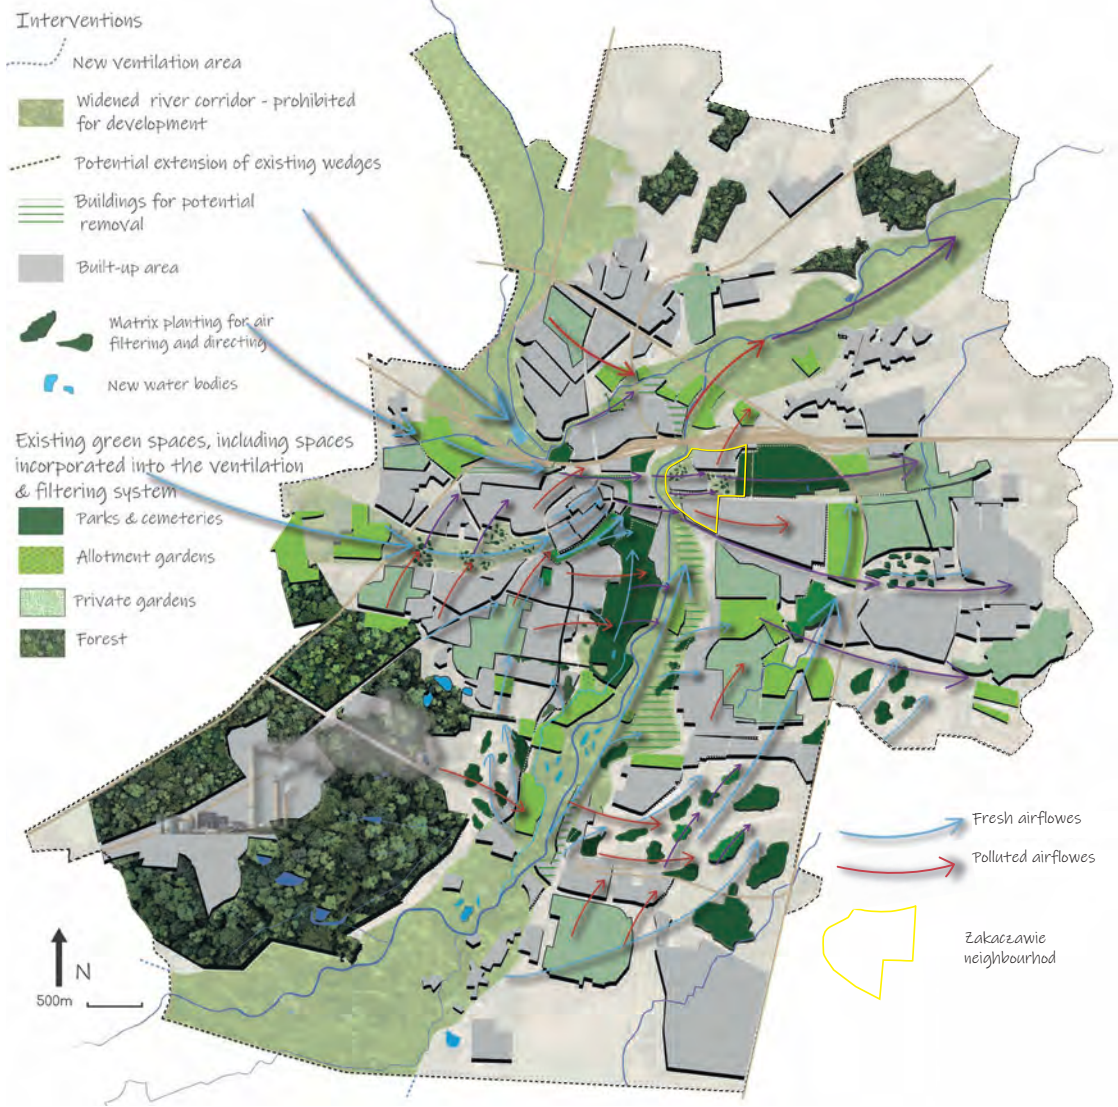 Interventions
New ventilation area
Widened river corridor - prohibited
for development
Potential extension of existing wedges
Buildings for potential
removal
Built-up area
Matrix planting for air
filtering and directing
New water bodies
Existing green spaces, including spaces
incorporated into the ventilation
& filtering system
Parks & cemeteries
Allotment gardens
Private gardens
Forest
Fresh airflowes
Polluted airflowes
Zakaczawie
neighbourhod
N
500m